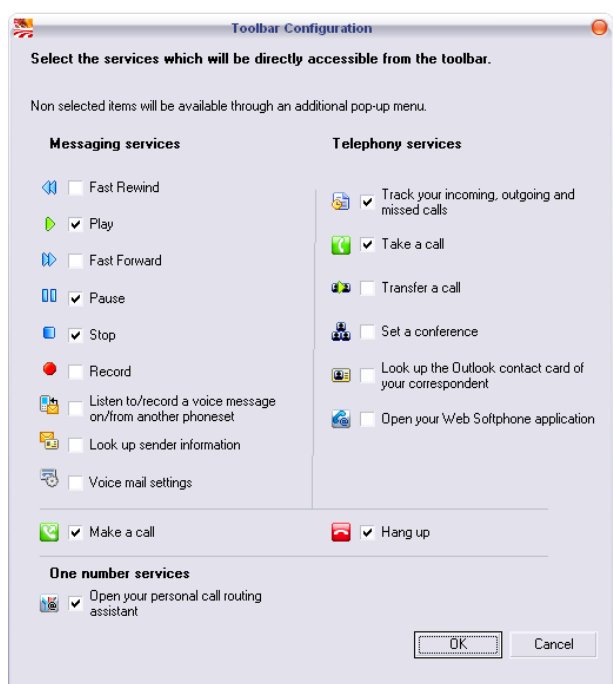 Toolbar Configuration
Select the services which will be directly accessible from the toolbar.
Non selected items will be available through an additional pop-up menu.
Messaging services
Fast Rewind
Play
Fast Forward
Pause
Stop
Record
Listen to/record a voice message
on/from another phoneset
Look up sender information
Voice mail settings
Telephony services
Track your incoming, outgoing and
missed calls
Take a call
Transfer a call
Set a conference
Look up the Outlook contact card of
your correspondent
Open your Web Softphone application
Make a call
Hang up
One number services
Open your personal call routing
assistant
OK
Cancel